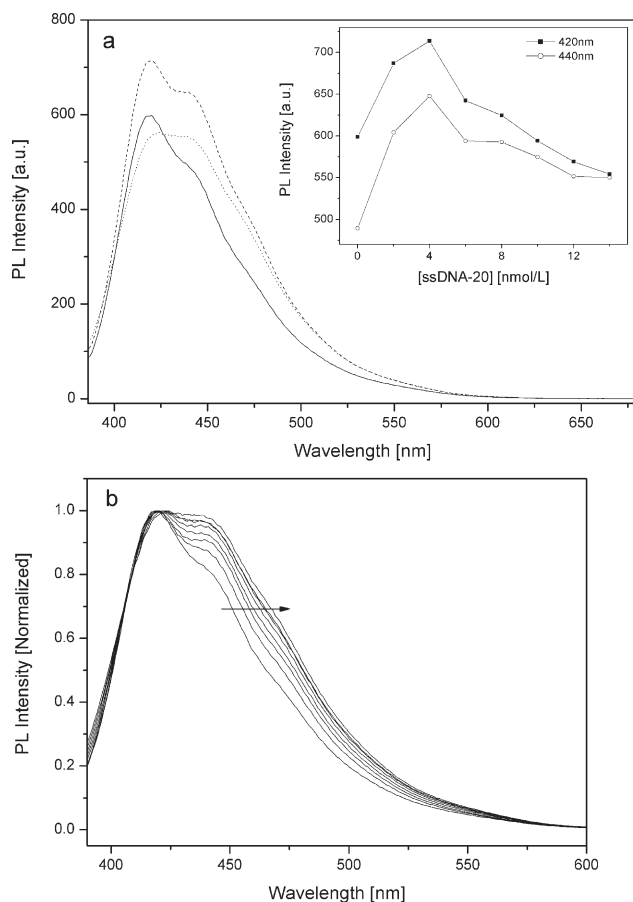 a
800
600
400
200
0
PL Intensity [a.u.]
400 450 500 550 600 650
Wavelength [nm]
420nm
440nm
700
650
600
550
500
PL Intensity [a.u.]
0 4 8 12
[ssDNA-20] [nmol/L]
b
1.0
0.8
0.6
0.4
0.2
0.0
PL Intensity [Normalized]
400 450 500 550 600
Wavelength [nm]